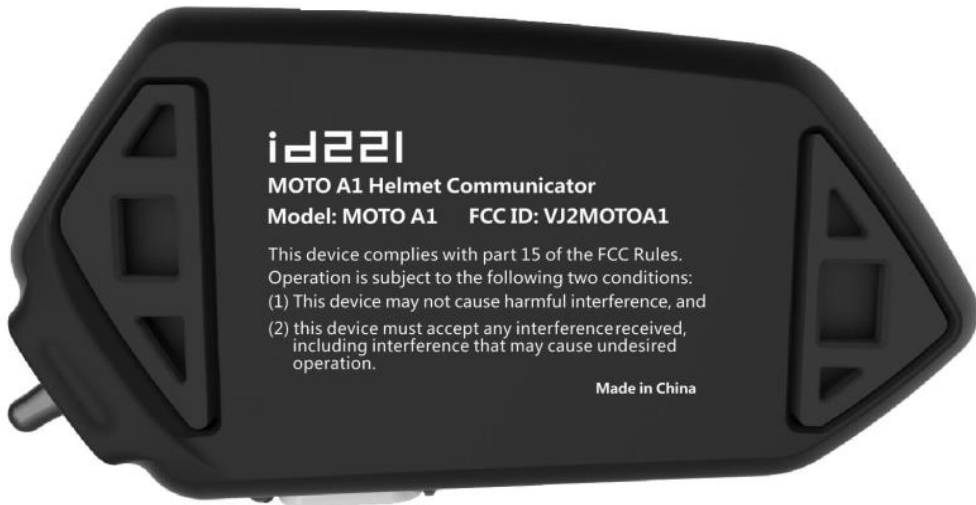 id221
MOTO A1 Helmet Communicator
Model: MOTO A1 FCC ID: VJ2MOTOA1
This device complies with part 15 of the FCC Rules.
Operation is subject to the following two conditions:
(1) This device may not cause harmful interference, and
(2) this device must accept any interferencereceived,
including interference that may cause undesired
operation.
Made in China